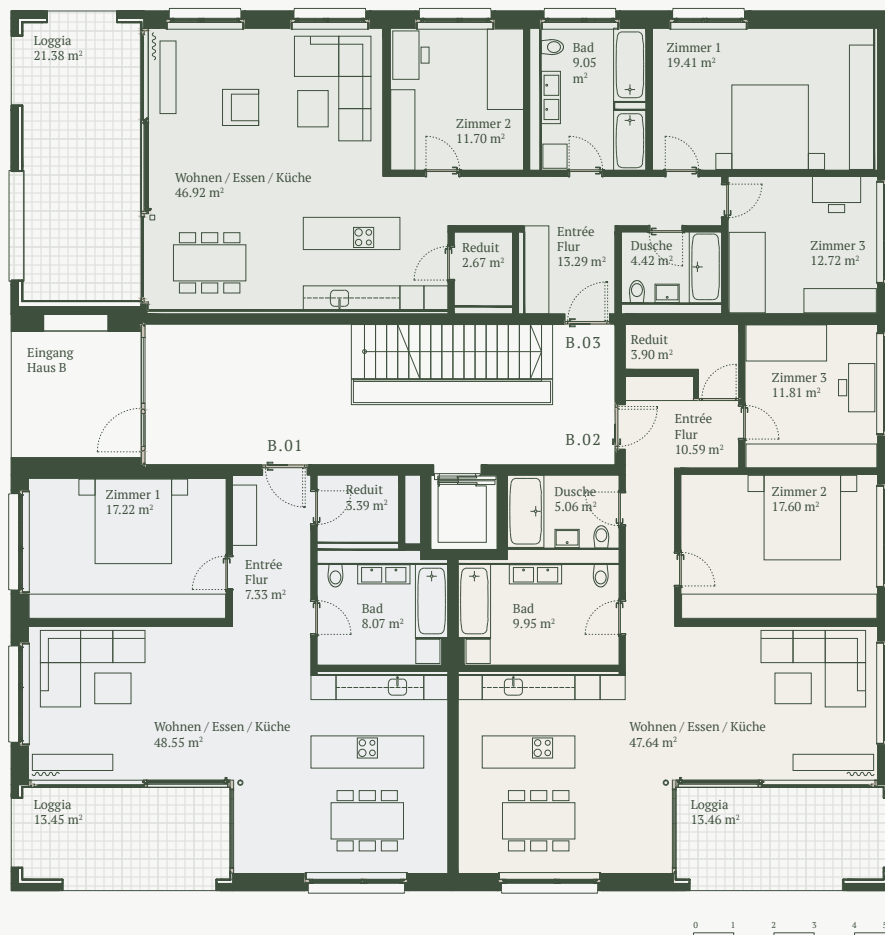 Loggia
21.38 m²
Wohnen / Essen / Küche
46.92 m²
Zimmer 2
11.70 m²
Bad
9.05
m²
Zimmer 1
19.41 m²
Zimmer 3
12.72 m²
Reduit
2.67 m²
Entrée
Flur
13.29 m²
Dusche
4.42 m²
Eingang
Haus B
B.03
B.02
B.01
Reduit
3.90 m²
Zimmer 3
11.81 m²
Entrée
Flur
10.59 m²
Zimmer 1
17.22 m²
Reduit
3.39 m²
Dusche
5.06 m²
Zimmer 2
17.60 m²
Entrée
Flur
7.33 m²
Bad
8.07 m²
Bad
9.95 m²
Wohnen / Essen / Küche
48.55 m²
Wohnen / Essen / Küche
47.64 m²
Loggia
13.45 m²
Loggia
13.46 m²
0 1 2 3 4